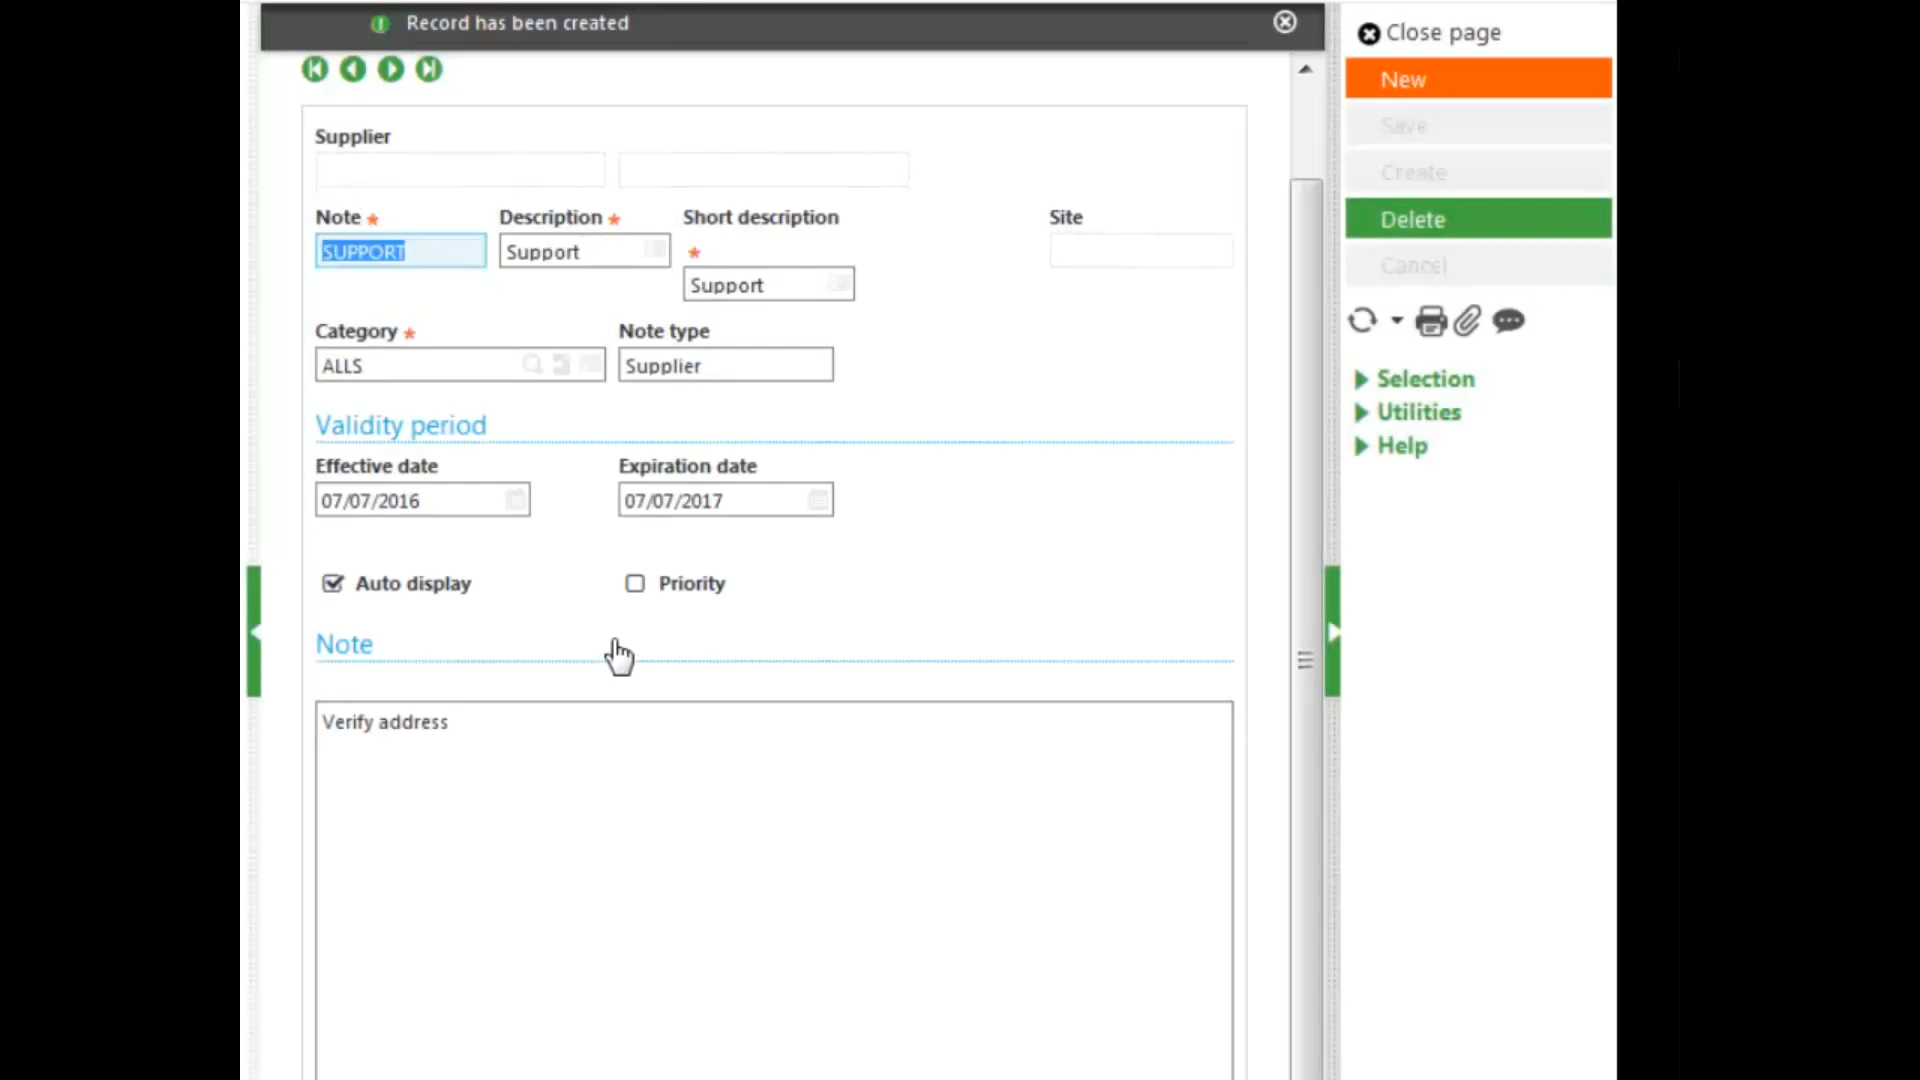 Record has been created
Close page
New
Save
Create
Delete
Cancel
Selection
Utilities
Help
Supplier
Note * Description * Short description * Site
SUPPORT Support Support
Category * Note type
ALLS Supplier
Validity period
Effective date Expiration date
07/07/2016 07/07/2017
Auto display Priority
Note
Verify address